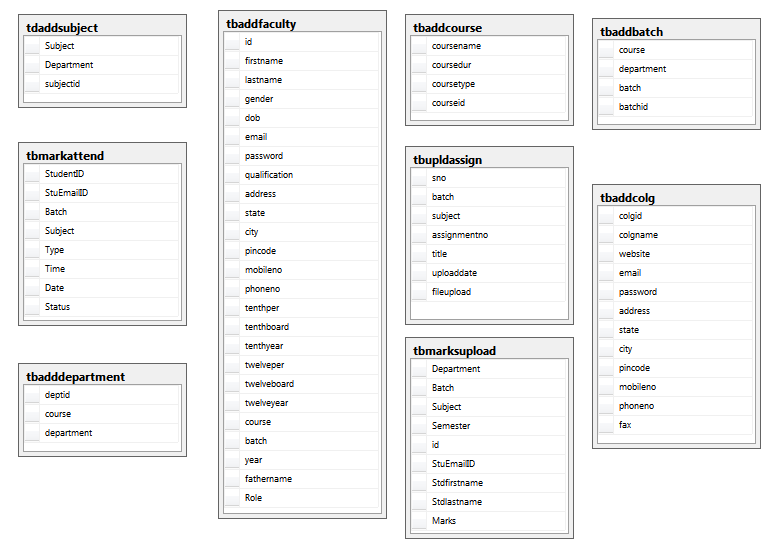 tdaddsubject
Subject
Department
subjectid
tbmarkattend
StudentID
StuEmailID
Batch
Subject
Type
Time
Date
Status
tbadddepartment
deptid
course
department
tbaddfaculty
id
firstname
lastname
gender
dob
email
password
qualification
address
state
city
pincode
mobileno
phoneno
tenthper
tenthboard
tenthyear
twelveper
twelveboard
twelveyear
course
batch
year
fathername
Role
tbaddcourse
coursename
coursedur
coursetype
courseid
tbupldassign
sno
batch
subject
assignmentno
title
uploaddate
fileupload
tbmarksupload
Department
Batch
Subject
Semester
id
StuEmailID
Stdfirstname
Stdlastname
Marks
tbaddbatch
course
department
batch
batchid
tbaddcolg
colgid
colgname
website
email
password
address
state
city
pincode
mobileno
phoneno
fax